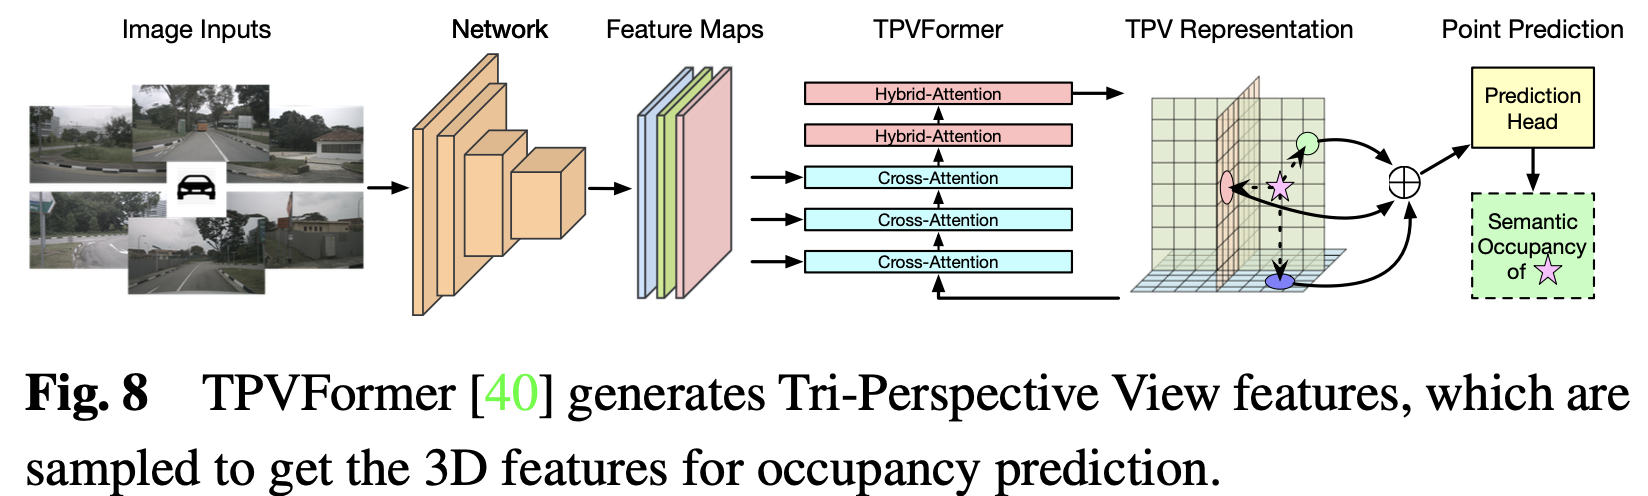 Image Inputs
Network
Feature Maps
TPVFormer
TPV Representation
Point Prediction
Hybrid-Attention
Hybrid-Attention
Cross-Attention
Cross-Attention
Cross-Attention
Prediction
Head
Semantic
Occupancy
of
Fig. 8 TPVFormer [40] generates Tri-Perspective View features, which are
sampled to get the 3D features for occupancy prediction.